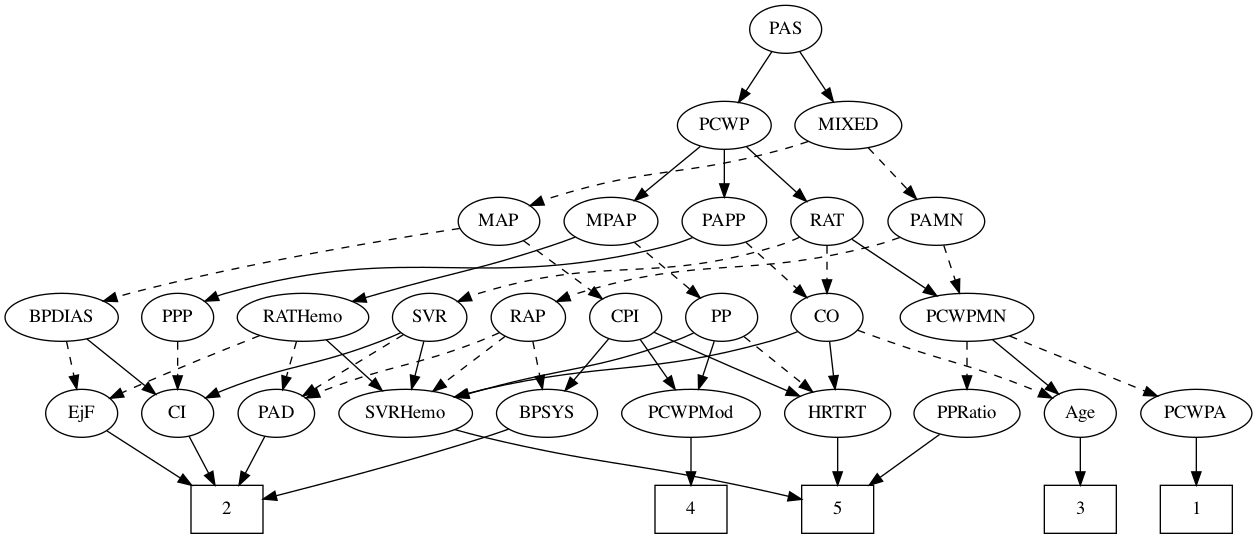 PAS
PCWP MIXED
MAP MPAP PAPP RAT PAMN
BPDIAS PPP RATHemo SVR RAP CPI PP CO PCWPMN
EjF CI PAD SVRHemo BPSYS PCWPMod HRTRT PPRatio Age PCWPA
2 4 5 3 1